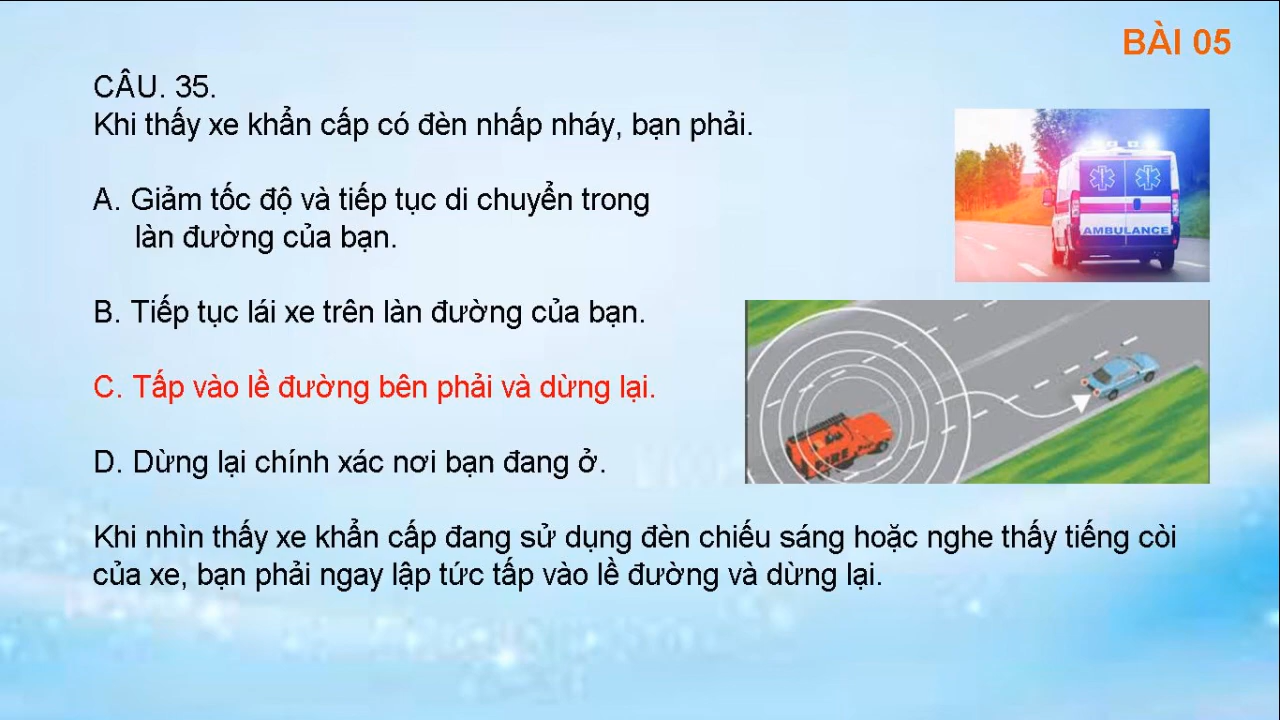 BÀI 05
CÂU. 35.
Khi thấy xe khẩn cấp có đèn nhấp nháy, bạn phải.
A. Giảm tốc độ và tiếp tục di chuyển trong
làn đường của bạn.
B. Tiếp tục lái xe trên làn đường của bạn.
C. Tấp vào lề đường bên phải và dừng lại.
D. Dừng lại chính xác nơi bạn đang ở.
Khi nhìn thấy xe khẩn cấp đang sử dụng đèn chiếu sáng hoặc nghe thấy tiếng còi
của xe, bạn phải ngay lập tức tấp vào lề đường và dừng lại.
AMBULANCE
FIRE